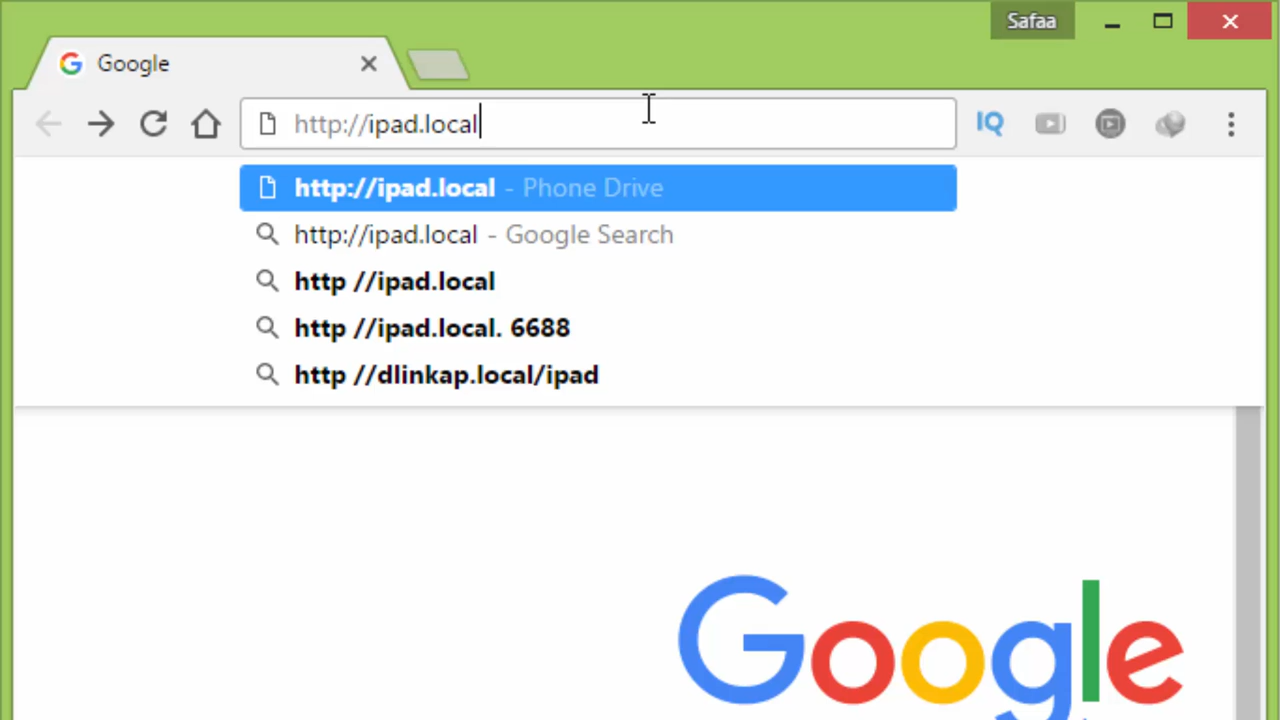 Safaa
Google
http://ipad.local
IQ
http://ipad.local - Phone Drive
http://ipad.local - Google Search
http //ipad.local
http //ipad.local. 6688
http //dlinkap.local/ipad
Google